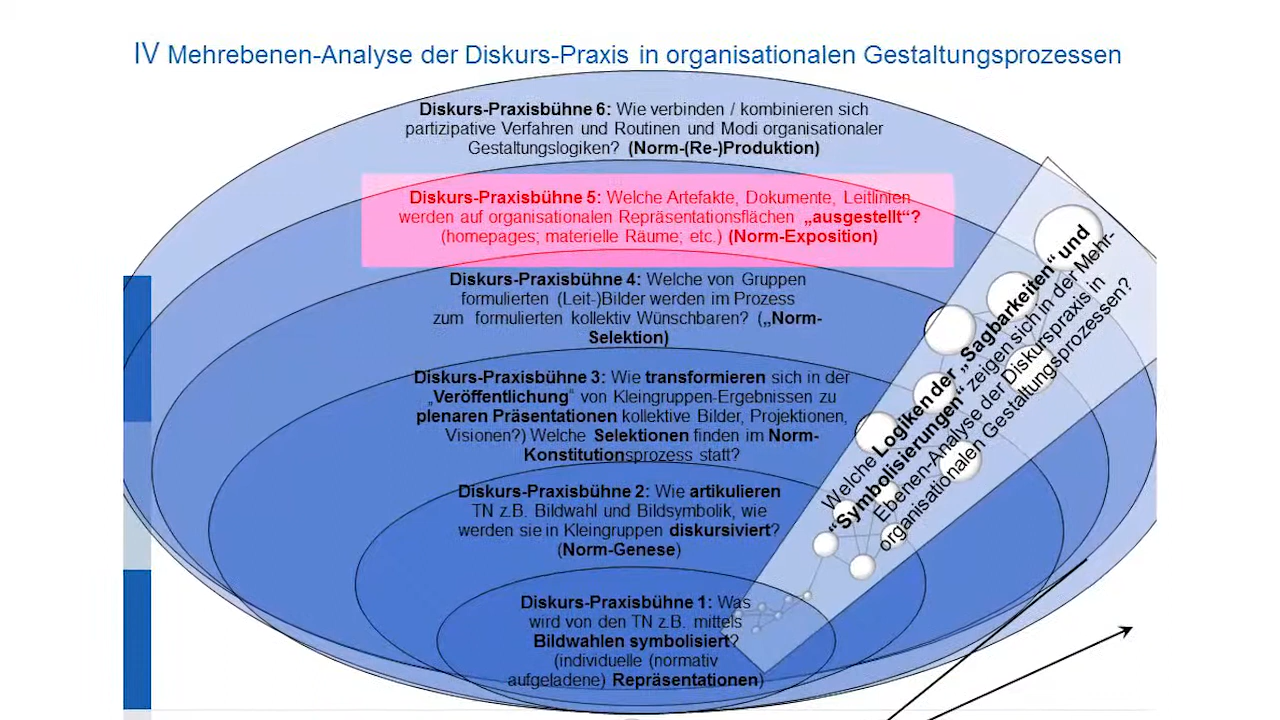 IV Mehrebenen-Analyse der Diskurs-Praxis in organisationalen Gestaltungsprozessen
Diskurs-Praxisbühne 6: Wie verbinden / kombinieren sich
partizipative Verfahren und Routinen und Modi organisationaler
Gestaltungslogiken? (Norm-(Re-)Produktion)
Diskurs-Praxisbühne 5: Welche Artefakte, Dokumente, Leitlinien
werden auf organisationalen Repräsentationsflächen „ausgestellt“?
(homepages; materielle Räume; etc.) (Norm-Exposition)
Diskurs-Praxisbühne 4: Welche von Gruppen
formulierten (Leit-)Bilder werden im Prozess
zum formulierten kollektiv Wünschbaren? („Norm-
Selektion)
Diskurs-Praxisbühne 3: Wie transformieren sich in der
„Veröffentlichung“ von Kleingruppen-Ergebnissen zu
plenaren Präsentationen kollektive Bilder, Projektionen,
Visionen?) Welche Selektionen finden im Norm-
Konstitutionsprozess statt?
Diskurs-Praxisbühne 2: Wie artikulieren
TN z.B. Bildwahl und Bildsymbolik, wie
werden sie in Kleingruppen diskursiviert?
(Norm-Genese)
Diskurs-Praxisbühne 1: Was
wird von den TN z.B. mittels
Bildwahlen symbolisiert?
(individuelle (normativ
aufgeladene) Repräsentationen)
Welche Logiken der „Sagbarkeiten“ und
“Symbolisierungen“ zeigen sich in der Mehr-
Ebenen-Analyse der Diskurspraxis in
organisationalen Gestaltungsprozessen?